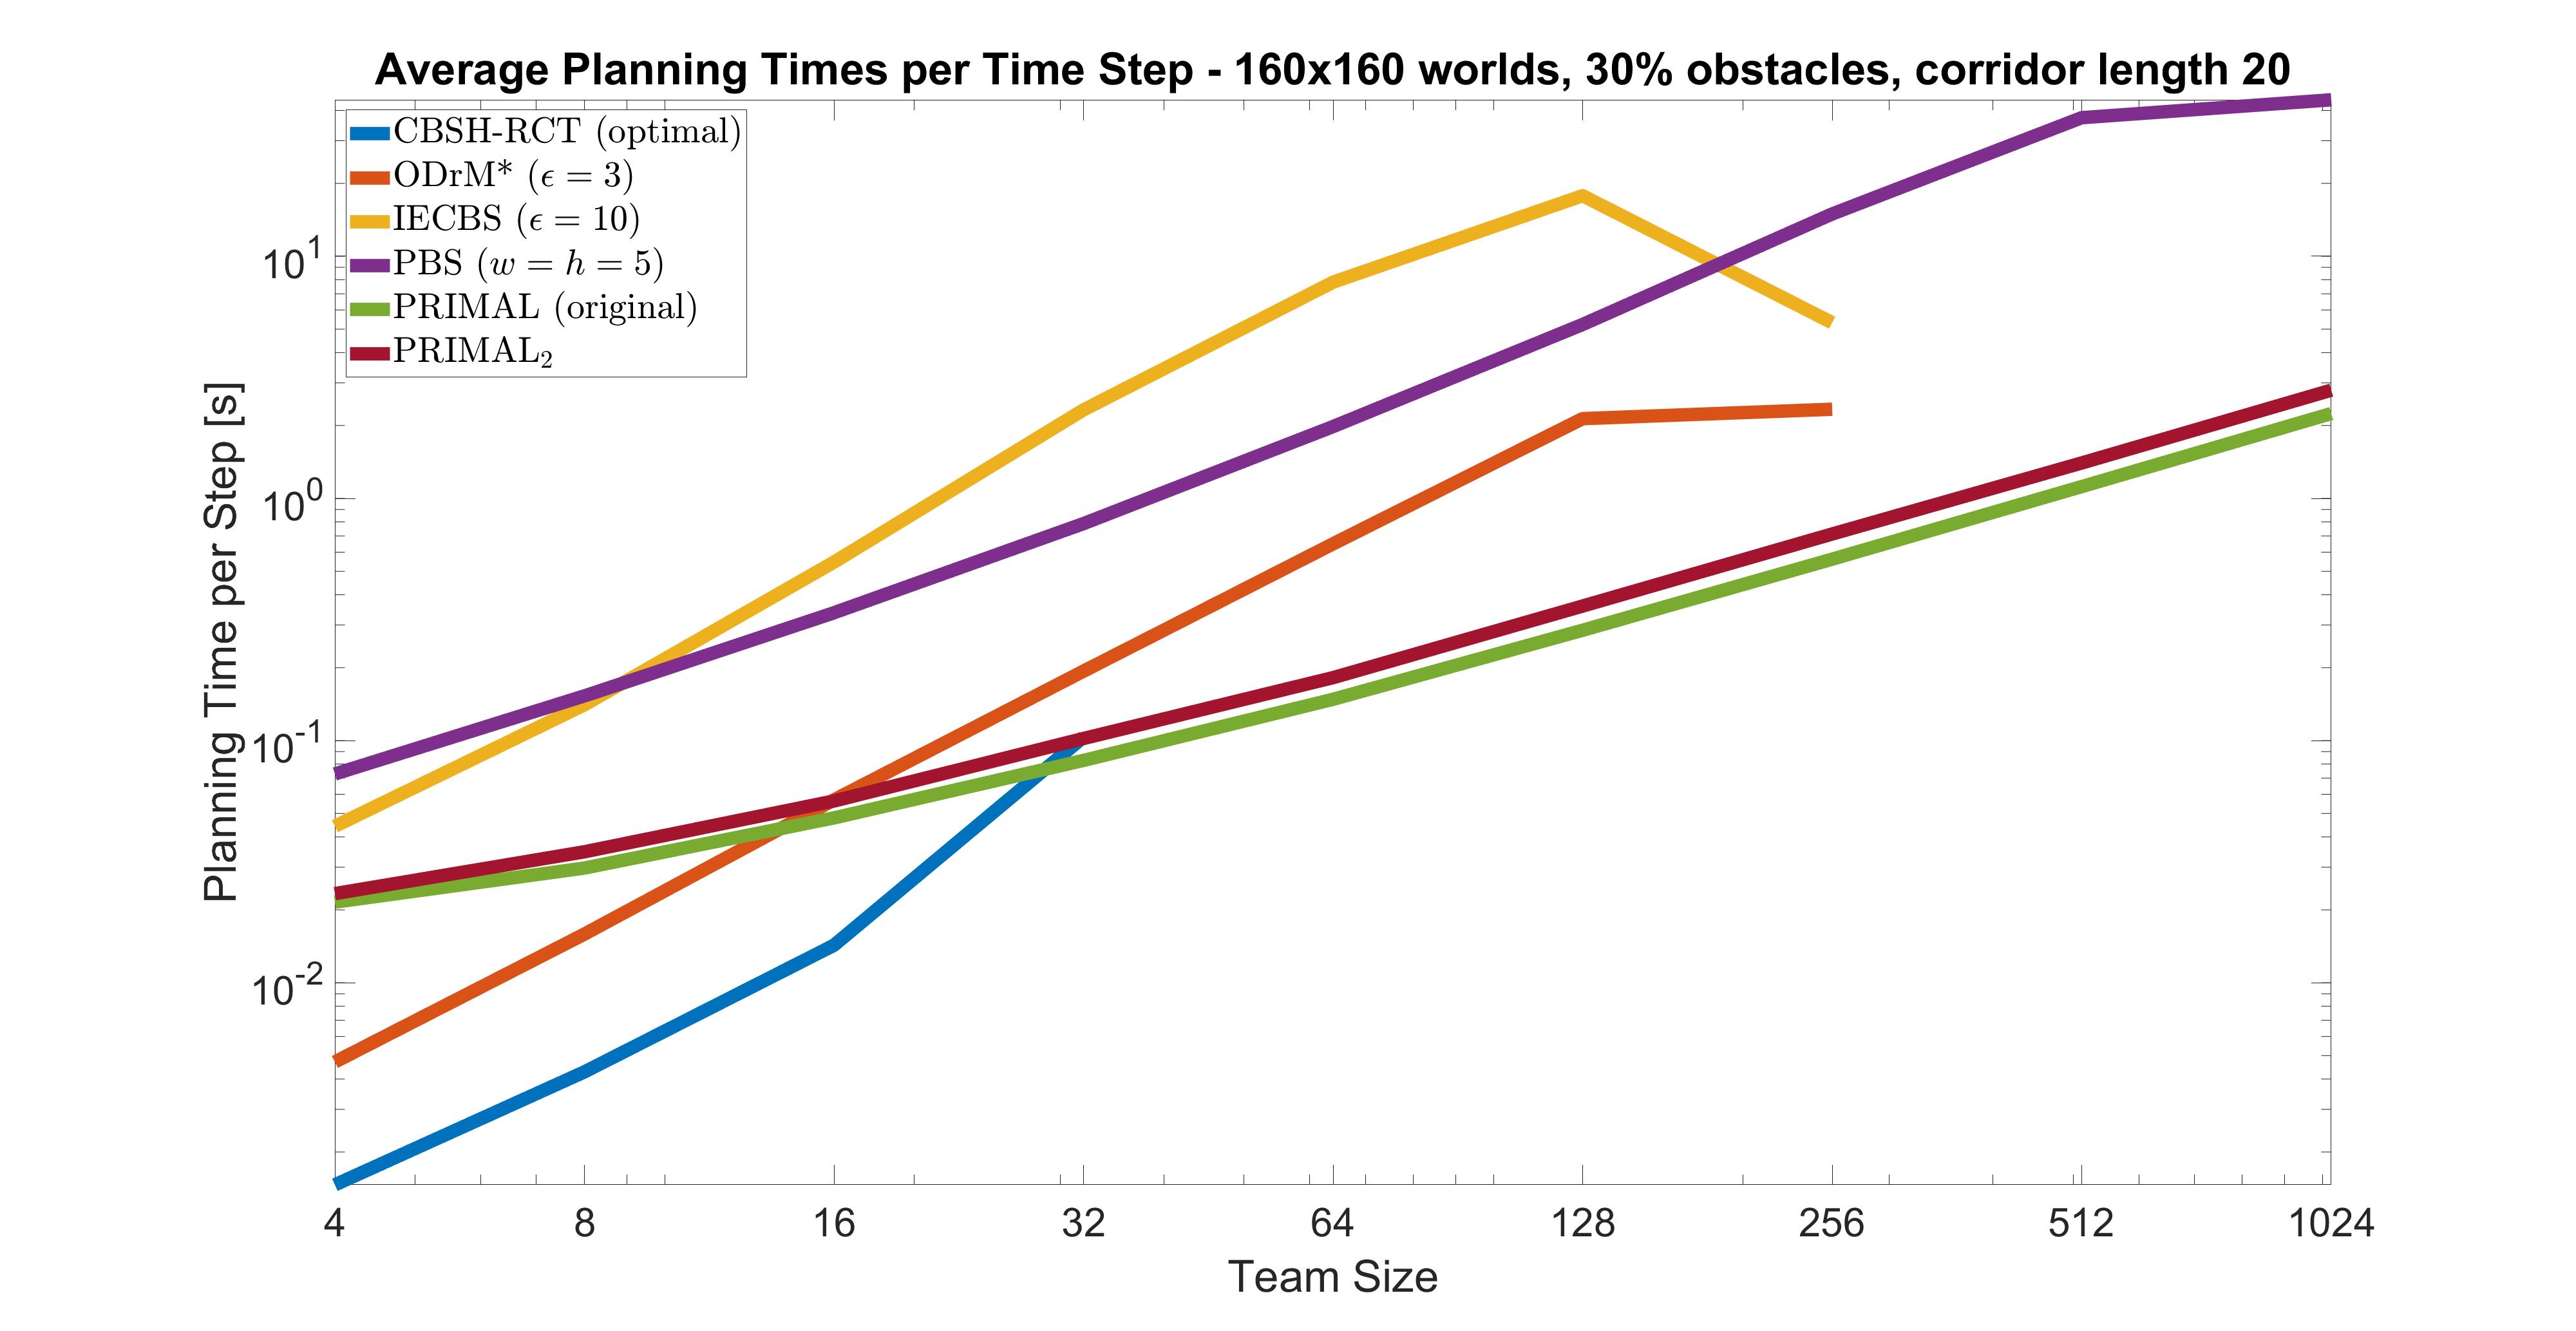 Average Planning Times per Time Step - 160x160 worlds, 30% obstacles, corridor length 20
CBSH-RCT (optimal)
ODrM* (ϵ = 3)
IECBS (ϵ = 10)
PBS (w = h = 5)
PRIMAL (original)
PRIMAL₂
Planning Time per Step [s]
10¹
10⁰
10⁻¹
10⁻²
4 8 16 32 64 128 256 512 1024
Team Size